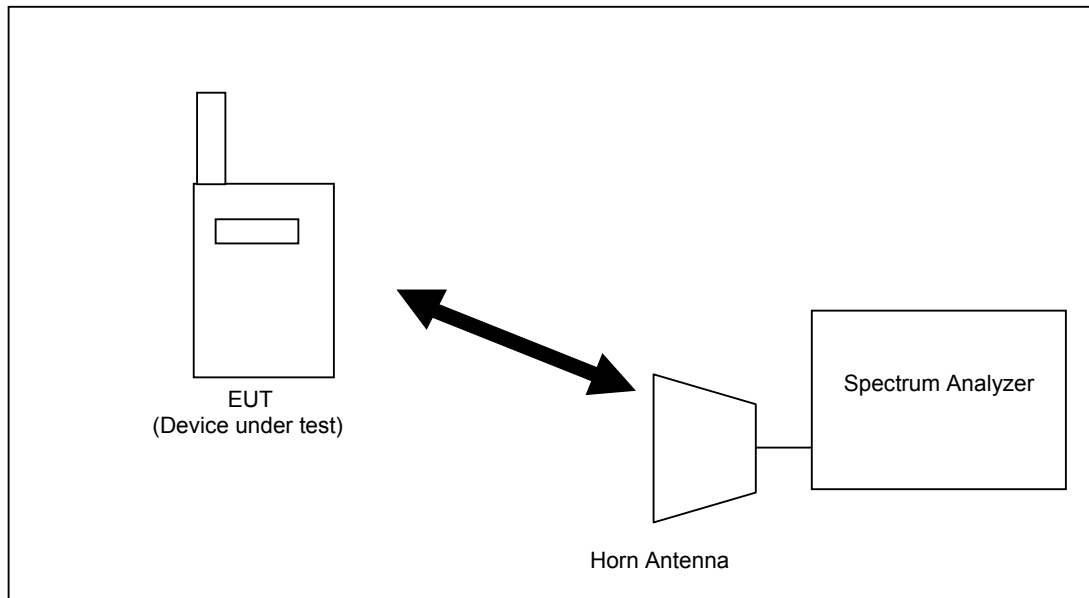 EUT
(Device under test)
Spectrum Analyzer
Horn Antenna